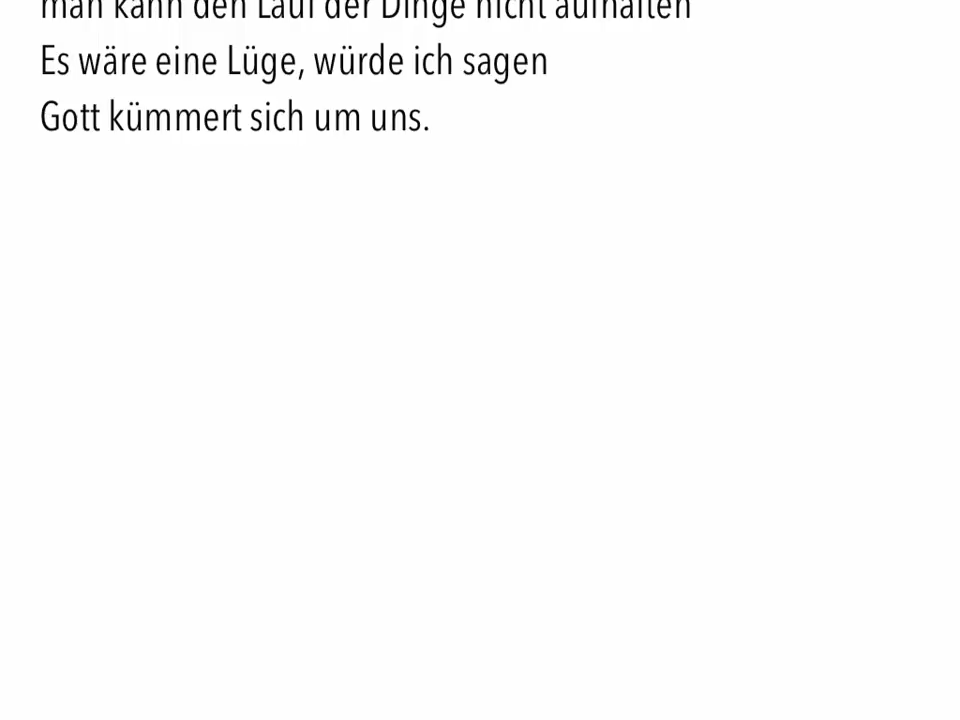 man kann den Lauf der Dinge nicht aufhalten
Es wäre eine Lüge, würde ich sagen
Gott kümmert sich um uns.